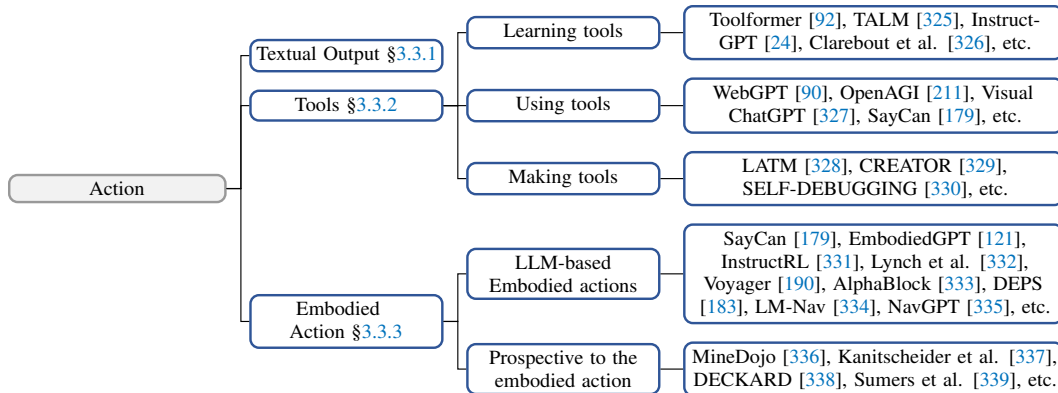 Learning tools
Toolformer [92], TALM [325], Instruct-
GPT [24], Clarebout et al. [326], etc.
Textual Output §3.3.1
Tools §3.3.2
Using tools
WebGPT [90], OpenAGI [211], Visual
ChatGPT [327], SayCan [179], etc.
Action
Making tools
LATM [328], CREATOR [329],
SELF-DEBUGGING [330], etc.
Embodied
Action §3.3.3
LLM-based
Embodied actions
SayCan [179], EmbodiedGPT [121],
InstructRL [331], Lynch et al. [332],
Voyager [190], AlphaBlock [333], DEPS
[183], LM-Nav [334], NavGPT [335], etc.
Prospective to the
embodied action
MineDojo [336], Kanitscheider et al. [337],
DECKARD [338], Sumers et al. [339], etc.